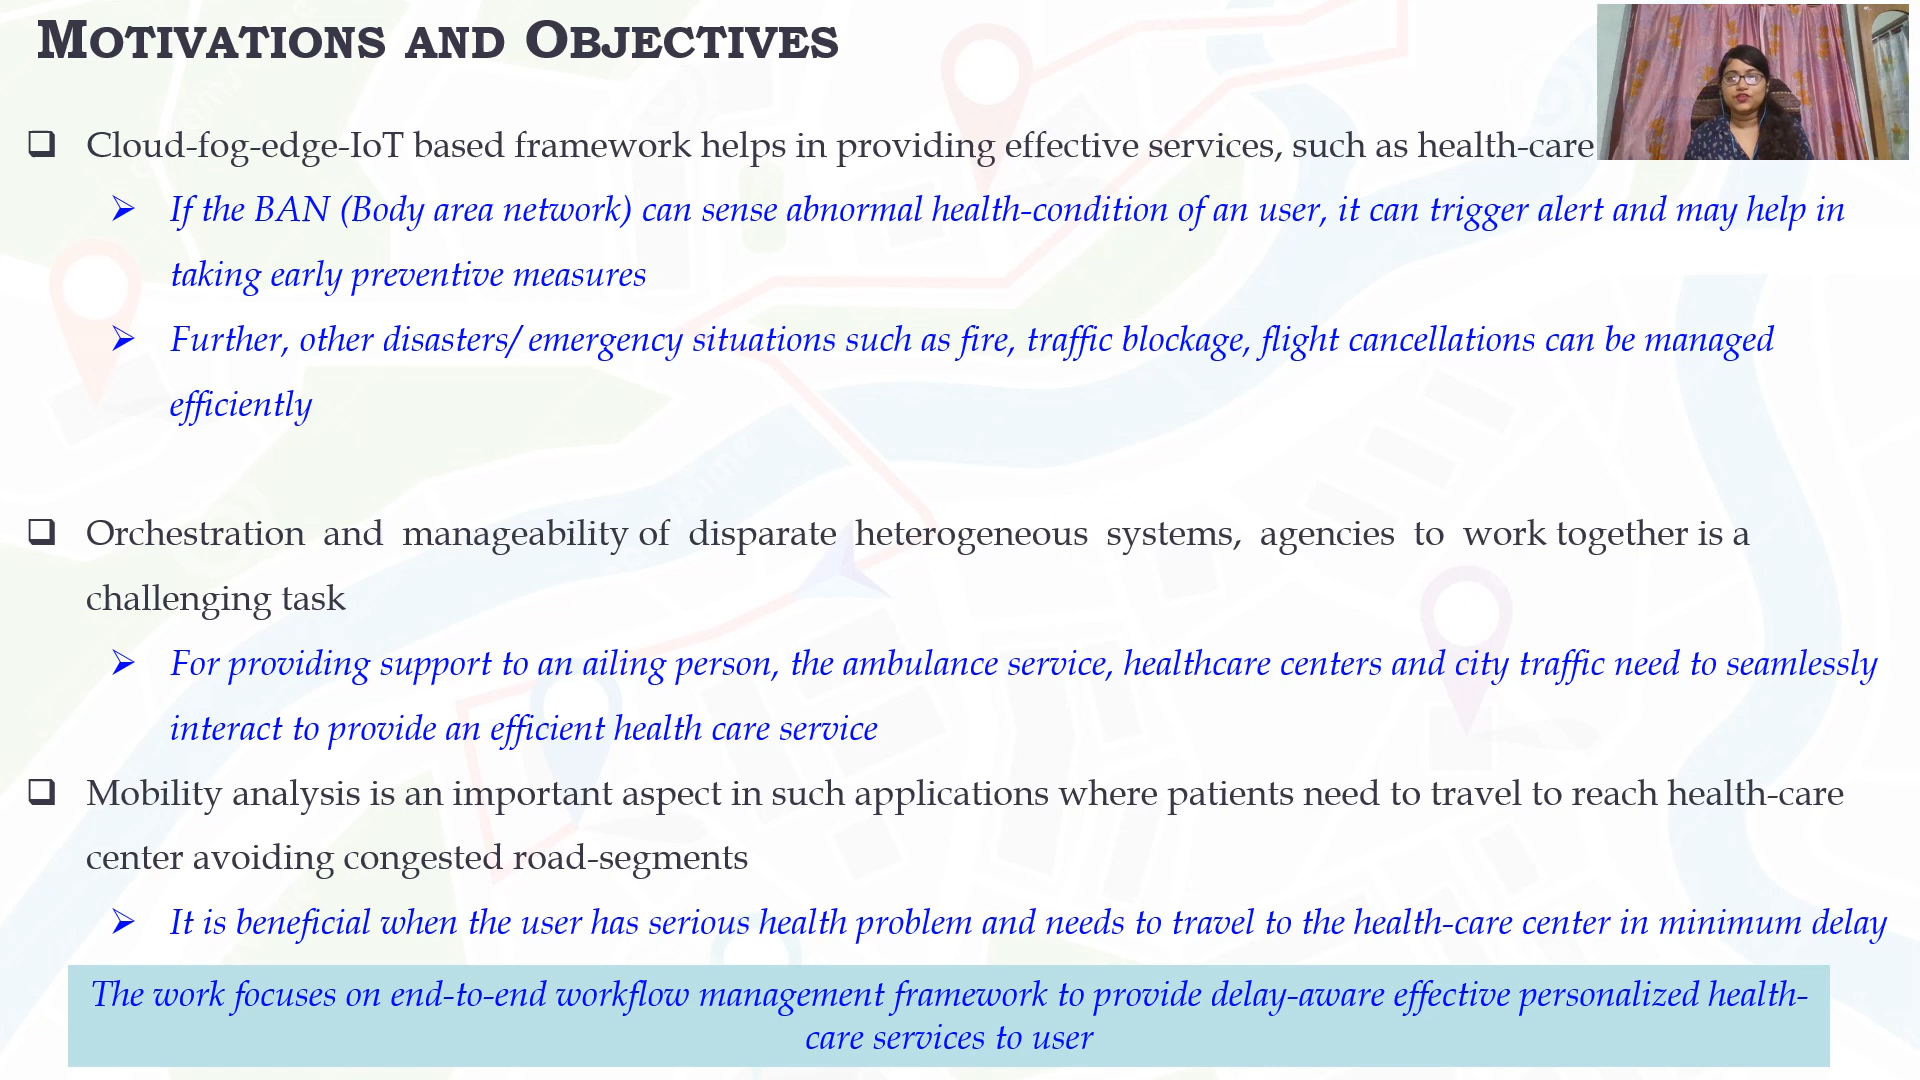 MOTIVATIONS AND OBJECTIVES
Cloud-fog-edge-IoT based framework helps in providing effective services, such as health-care
If the BAN (Body area network) can sense abnormal health-condition of an user, it can trigger alert and may help in
taking early preventive measures
Further, other disasters/ emergency situations such as fire, traffic blockage, flight cancellations can be managed
efficiently
Orchestration and manageability of disparate heterogeneous systems, agencies to work together is a
challenging task
For providing support to an ailing person, the ambulance service, healthcare centers and city traffic need to seamlessly
interact to provide an efficient health care service
Mobility analysis is an important aspect in such applications where patients need to travel to reach health-care
center avoiding congested road-segments
It is beneficial when the user has serious health problem and needs to travel to the health-care center in minimum delay
The work focuses on end-to-end workflow management framework to provide delay-aware effective personalized health-
care services to user